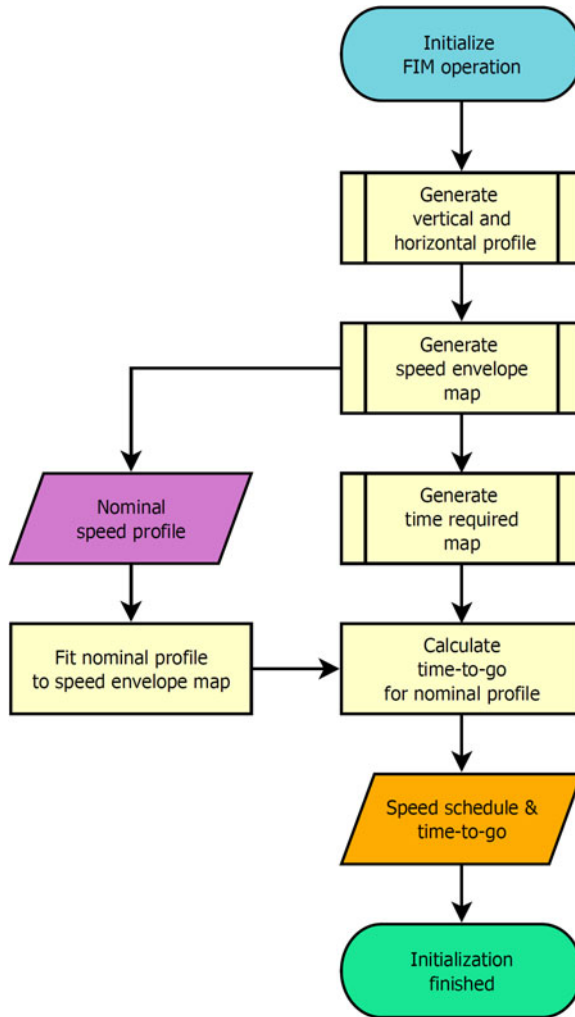 Initialize
FIM operation
Generate
vertical and
horizontal profile
Generate
speed envelope
map
Nominal
speed profile
Generate
time required
map
Fit nominal profile
to speed envelope map
Calculate
time-to-go
for nominal profile
Speed schedule &
time-to-go
Initialization
finished